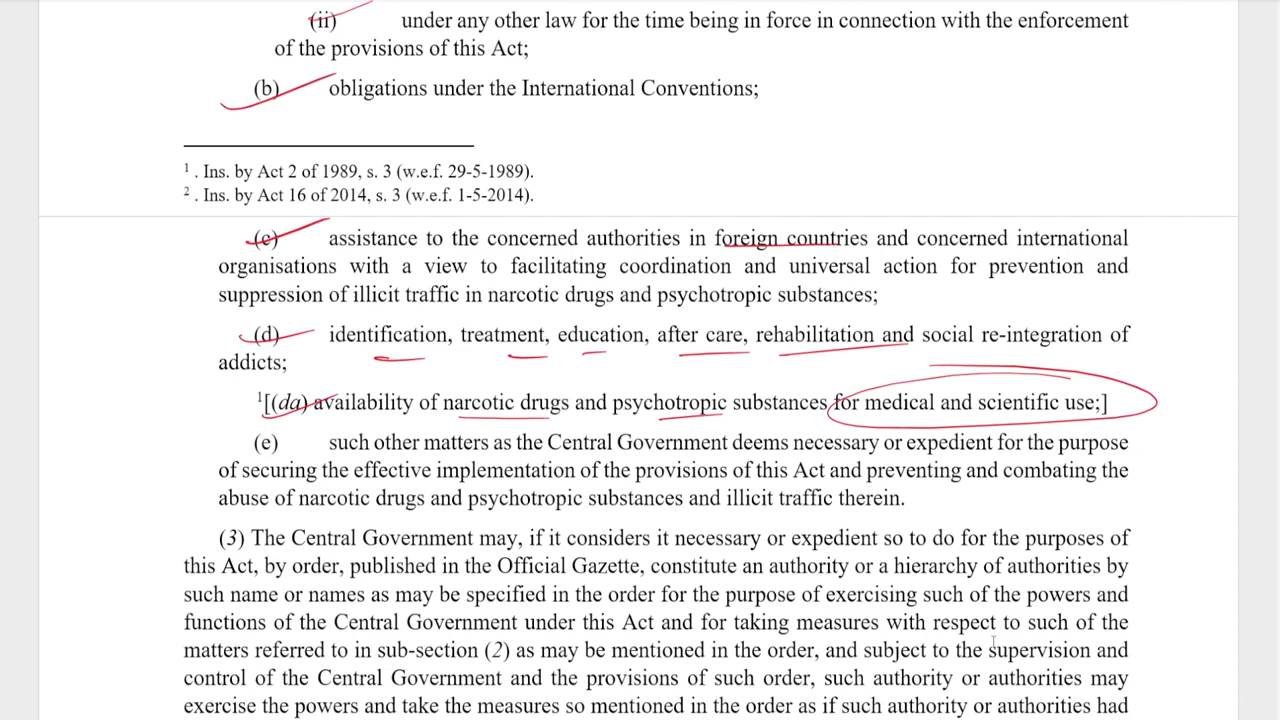 (ii) under any other law for the time being in force in connection with the enforcement
of the provisions of this Act;
(b) obligations under the International Conventions;
1 . Ins. by Act 2 of 1989, s. 3 (w.e.f. 29-5-1989).
2 . Ins. by Act 16 of 2014, s. 3 (w.e.f. 1-5-2014).
(c) assistance to the concerned authorities in foreign countries and concerned international
organisations with a view to facilitating coordination and universal action for prevention and
suppression of illicit traffic in narcotic drugs and psychotropic substances;
(d) identification, treatment, education, after care, rehabilitation and social re-integration of
addicts;
1[(da) availability of narcotic drugs and psychotropic substances for medical and scientific use;]
(e) such other matters as the Central Government deems necessary or expedient for the purpose
of securing the effective implementation of the provisions of this Act and preventing and combating the
abuse of narcotic drugs and psychotropic substances and illicit traffic therein.
(3) The Central Government may, if it considers it necessary or expedient so to do for the purposes of
this Act, by order, published in the Official Gazette, constitute an authority or a hierarchy of authorities by
such name or names as may be specified in the order for the purpose of exercising such of the powers and
functions of the Central Government under this Act and for taking measures with respect to such of the
matters referred to in sub-section (2) as may be mentioned in the order, and subject to the supervision and
control of the Central Government and the provisions of such order, such authority or authorities may
exercise the powers and take the measures so mentioned in the order as if such authority or authorities had